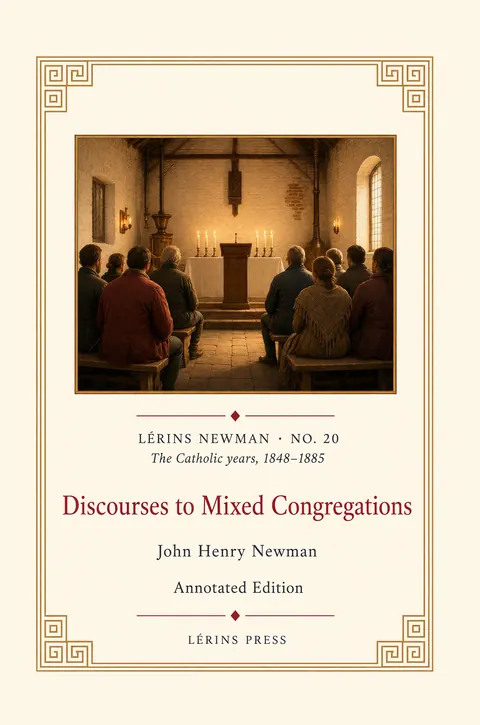 LÉRINS NEWMAN · NO. 20
The Catholic years, 1848–1885
Discourses to Mixed Congregations
John Henry Newman
Annotated Edition
LÉRINS PRESS